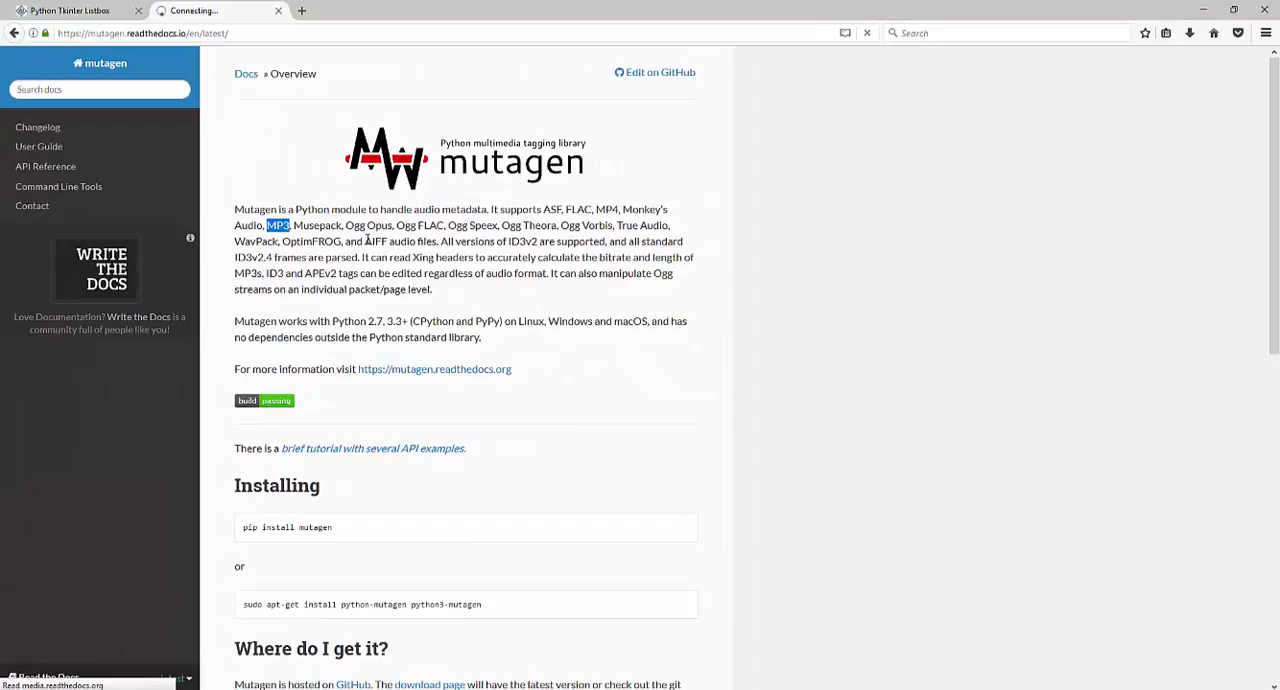 Python Tkinter Listbox
Connecting...
https://mutagen.readthedocs.io/en/latest/
Search
mutagen
Search docs
Changelog
User Guide
API Reference
Command Line Tools
Contact
WRITE
THE
DOCS
Love Documentation? Write the Docs is a
community full of people like you!
Read the Docs
Read media.readthedocs.org
Docs » Overview
Edit on GitHub
Python multimedia tagging library
mutagen
Mutagen is a Python module to handle audio metadata. It supports ASF, FLAC, MP4, Monkey's
Audio, MP3, Musepack, Ogg Opus, Ogg FLAC, Ogg Speex, Ogg Theora, Ogg Vorbis, True Audio,
WavPack, OptimFROG, and AIFF audio files. All versions of ID3v2 are supported, and all standard
ID3v2.4 frames are parsed. It can read Xing headers to accurately calculate the bitrate and length of
MP3s. ID3 and APEv2 tags can be edited regardless of audio format. It can also manipulate Ogg
streams on an individual packet/page level.
Mutagen works with Python 2.7, 3.3+ (CPython and PyPy) on Linux, Windows and macOS, and has
no dependencies outside the Python standard library.
For more information visit https://mutagen.readthedocs.org
build passing
There is a brief tutorial with several API examples.
Installing
pip install mutagen
or
sudo apt-get install python-mutagen python3-mutagen
Where do I get it?
Mutagen is hosted on GitHub. The download page will have the latest version or check out the git